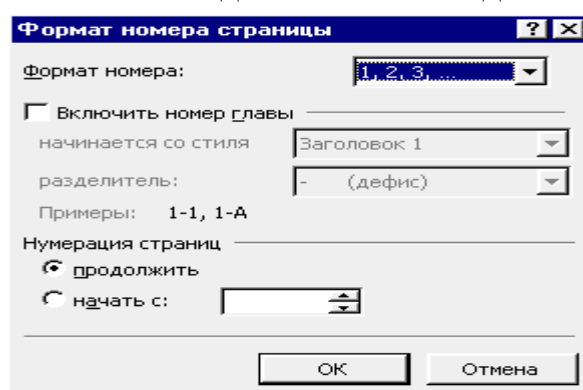 Формат номера страницы ? ×
Формат номера: 1, 2, 3, ...
Включить номер главы
начинается со стиля Заголовок 1
разделитель: - (дефис)
Примеры: 1-1, 1-A
Нумерация страниц
продолжить
начать с:
ОК Отмена